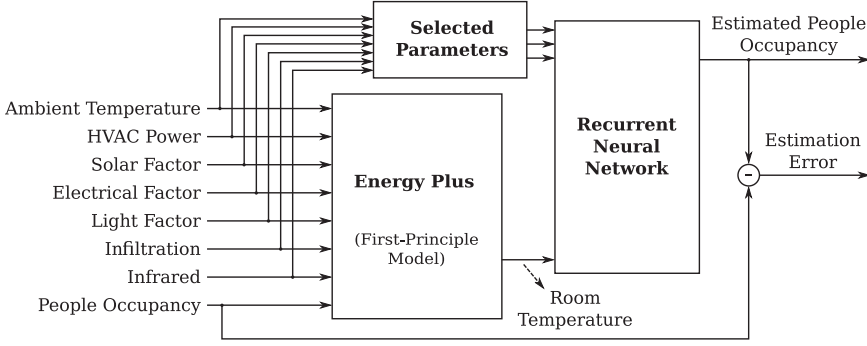 Selected
Parameters
Estimated People
Occupancy
Ambient Temperature
HVAC Power
Solar Factor
Electrical Factor
Light Factor
Infiltration
Infrared
People Occupancy
Energy Plus
(First-Principle
Model)
Recurrent
Neural
Network
Estimation
Error
-
Room
Temperature